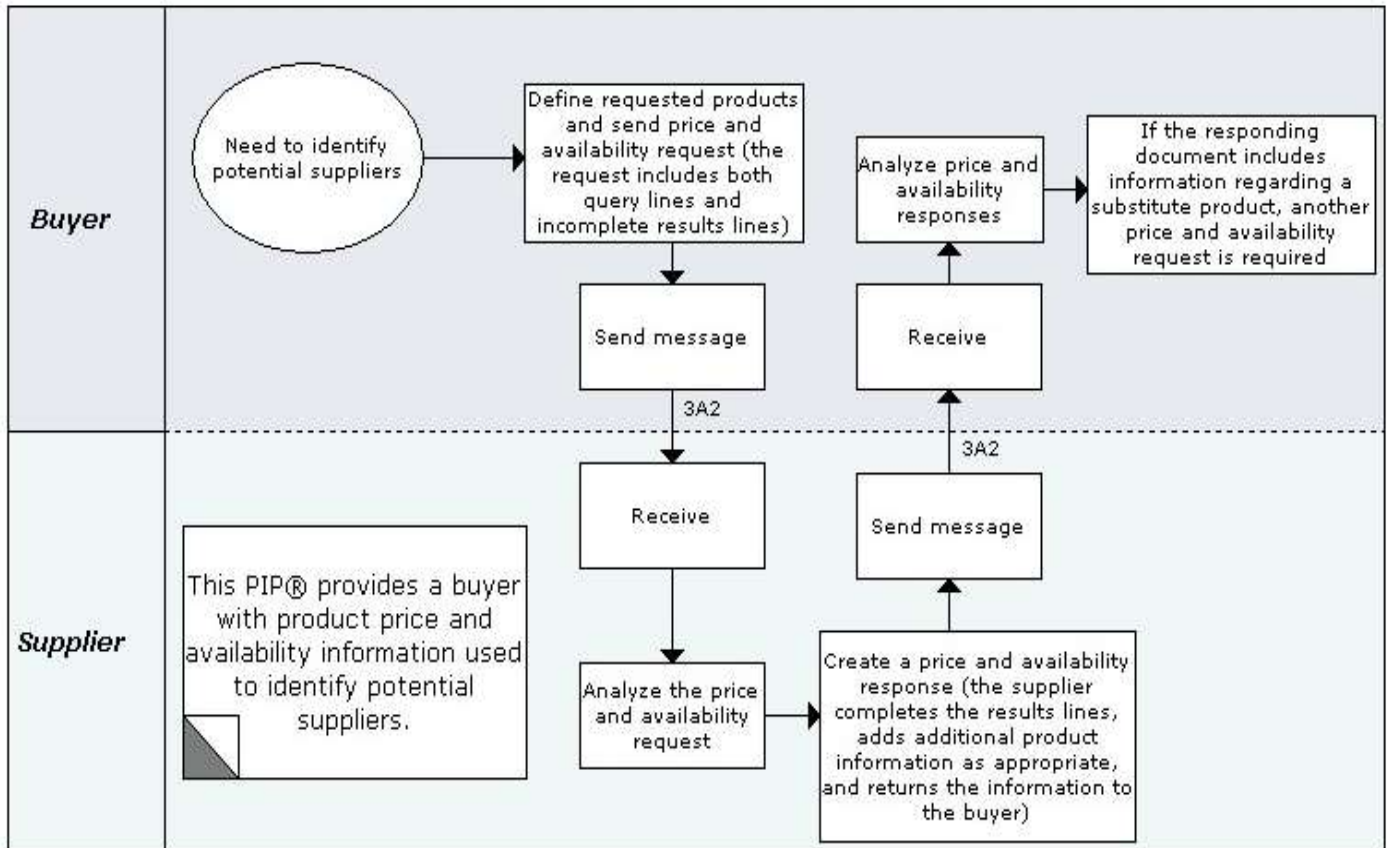 Buyer
Need to identify
potential suppliers
Define requested products
and send price and
availability request (the
request includes both
query lines and
incomplete results lines)
Send message
3A2
Analyze price and
availability
responses
If the responding
document includes
information regarding a
substitute product, another
price and availability
request is required
Receive
3A2
Supplier
This PIP® provides a buyer
with product price and
availability information used
to identify potential
suppliers.
Receive
Analyze the price
and availability
request
Send message
Create a price and availability
response (the supplier
completes the results lines,
adds additional product
information as appropriate,
and returns the information to
the buyer)